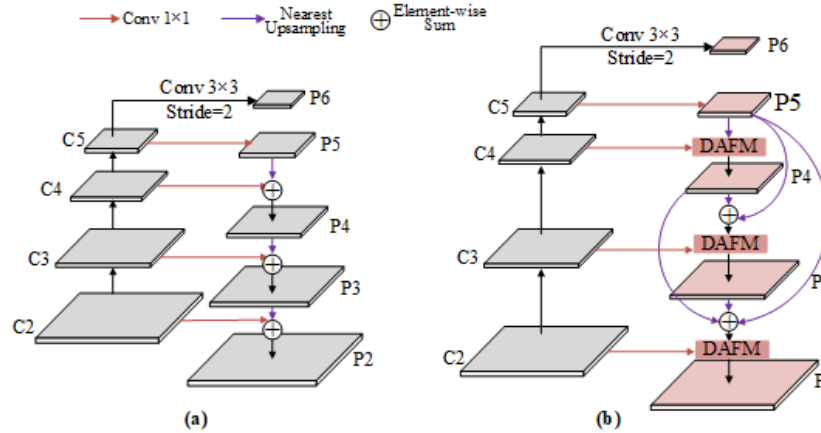 Conv 1×1
Nearest
Upsampling
Element-wise
Sum
Conv 3×3
Stride=2
P6
C5
P5
C4
P4
C3
P3
C2
P2
(a)
Conv 3×3
Stride=2
P6
C5
P5
C4
DAFM
P4
C3
DAFM
P
C2
DAFM
P
(b)